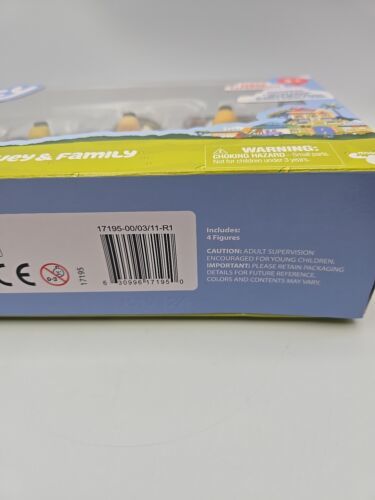 & FAMILY
WARNING:
CHOKING HAZARD – Small parts.
Not for children under 3 years.
17195-00/03/11-R1
Includes:
4 Figures
CAUTION: ADULT SUPERVISION
ENCOURAGED FOR YOUNG CHILDREN.
IMPORTANT: PLEASE RETAIN PACKAGING
DETAILS FOR FUTURE REFERENCE.
COLORS AND CONTENTS MAY VARY.
CE
0-3
17195
6 30996 17195 0